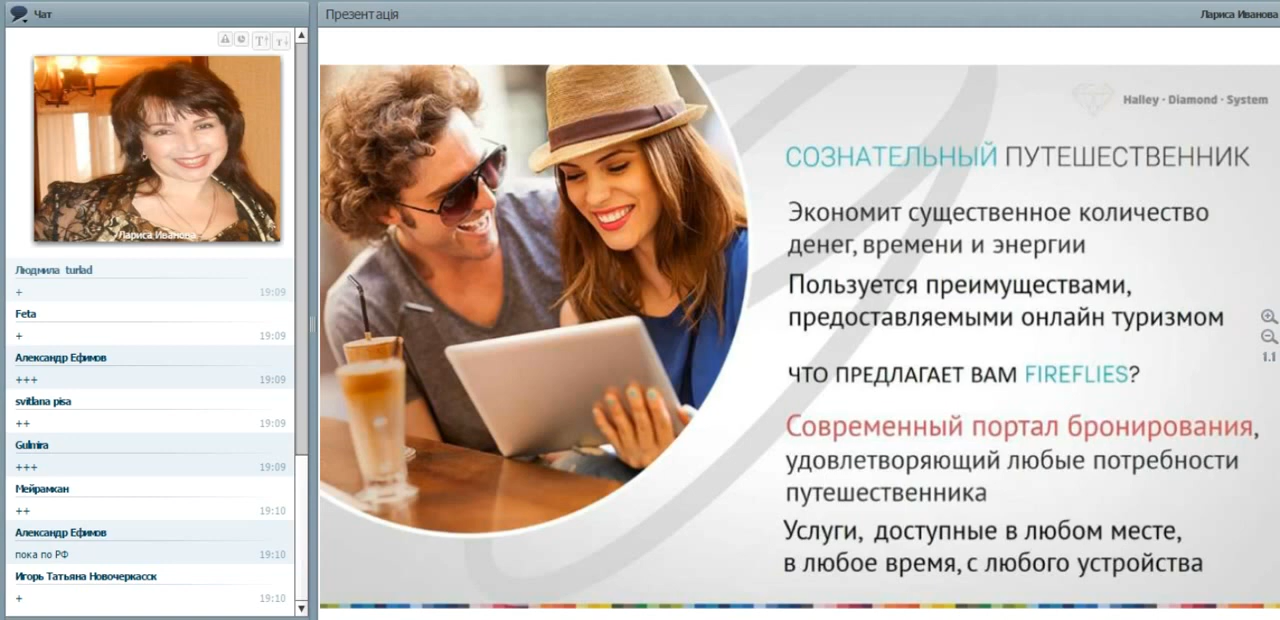 Чат
Лариса Иванова
Людмила turlad
+
19:09
Feta
+
19:09
Александр Ефимов
+++
19:09
svitlana pisa
++
19:09
Gulmira
+++
19:09
Мейрамкан
++
19:10
Александр Ефимов
пока по РФ
19:10
Игорь Татьяна Новочеркасск
+
19:10
Презентація
Лариса Иванова
Halley · Diamond · System
СОЗНАТЕЛЬНЫЙ ПУТЕШЕСТВЕННИК
Экономит существенное количество
денег, времени и энергии
Пользуется преимуществами,
предоставляемыми онлайн туризмом
ЧТО ПРЕДЛАГАЕТ ВАМ FIREFLIES?
Современный портал бронирования,
удовлетворяющий любые потребности
путешественника
Услуги, доступные в любом месте,
в любое время, с любого устройства
1.1